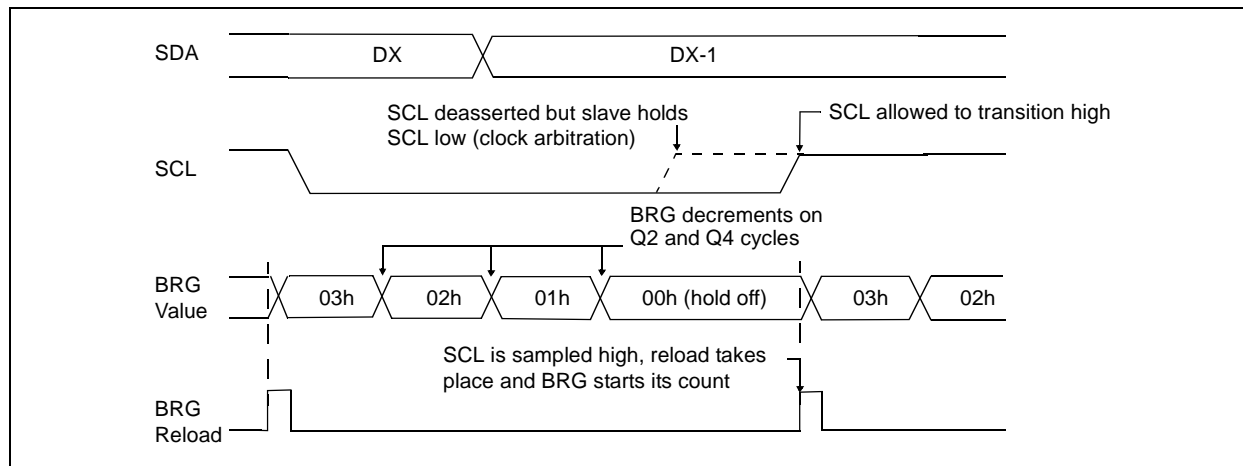 SDA
DX
DX-1
SCL deasserted but slave holds
SCL low (clock arbitration)
SCL allowed to transition high
SCL
BRG decrements on
Q2 and Q4 cycles
BRG
Value
03h
02h
01h
00h (hold off)
03h
02h
SCL is sampled high, reload takes
place and BRG starts its count
BRG
Reload